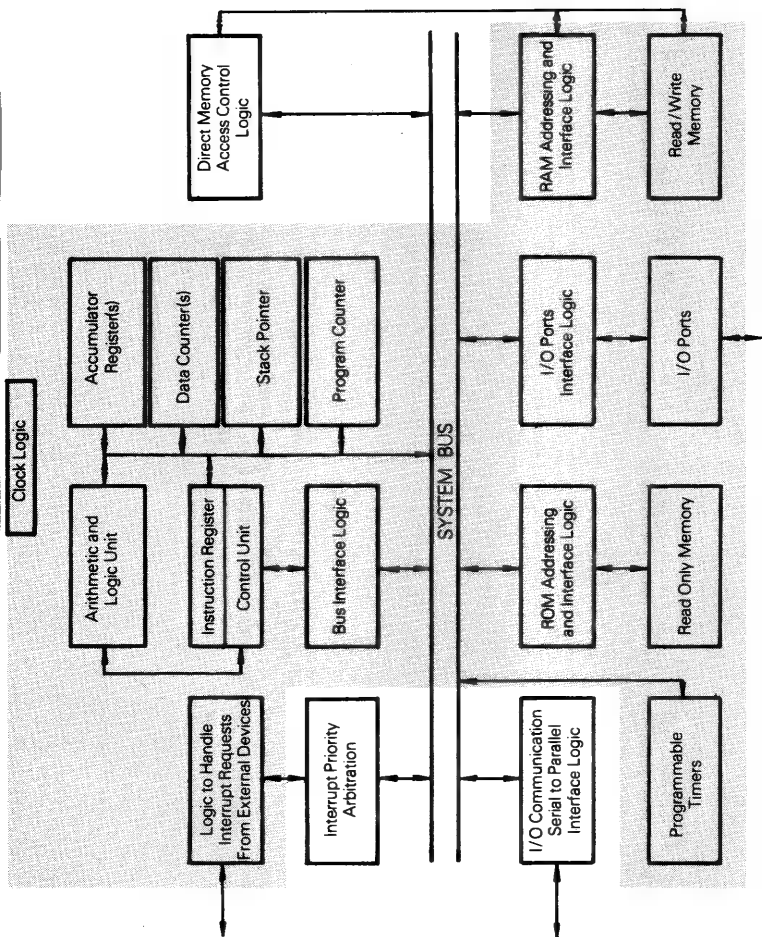 Clock Logic
Arithmetic and
Logic Unit
Accumulator
Register(s)
Data Counter(s)
Stack Pointer
Program Counter
Instruction Register
Control Unit
Bus Interface Logic
Logic to Handle
Interrupt Requests
From External Devices
Interrupt Priority
Arbitration
Direct Memory
Access Control
Logic
SYSTEM BUS
I/O Communication
Serial to Parallel
Interface Logic
Programmable
Timers
ROM Addressing
and Interface Logic
Read Only Memory
I/O Ports
Interface Logic
I/O Ports
RAM Addressing and
Interface Logic
Read/Write
Memory